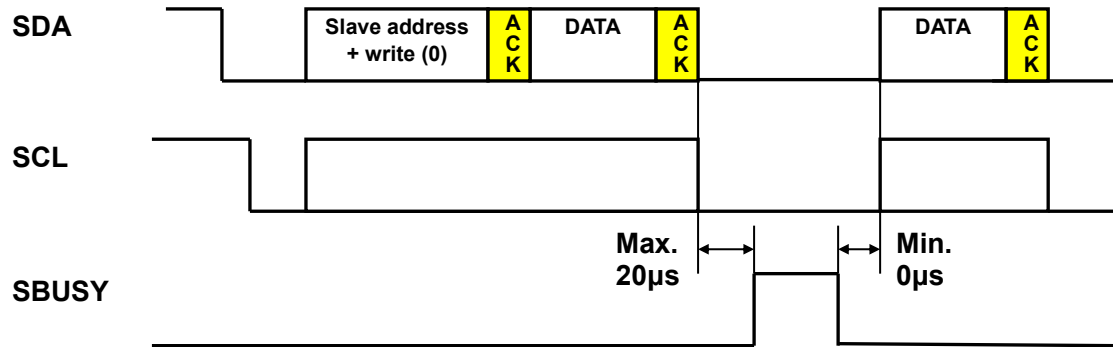 SDA
Slave address
+ write (0)
A
C
K
DATA
A
C
K
DATA
A
C
K
SCL
Max.
20µs
Min.
0µs
SBUSY